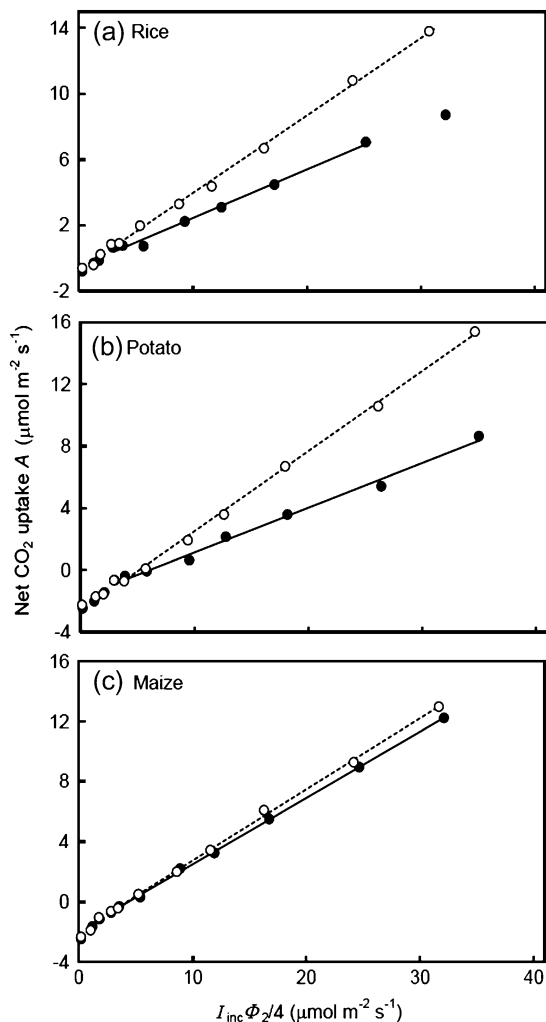 (a) Rice
14
10
6
2
-2
(b) Potato
16
12
8
4
0
-4
(c) Maize
16
12
8
4
0
-4
0 10 20 30 40
Net CO₂ uptake A (μmol m⁻² s⁻¹)
IincΦ₂/4 (μmol m⁻² s⁻¹)